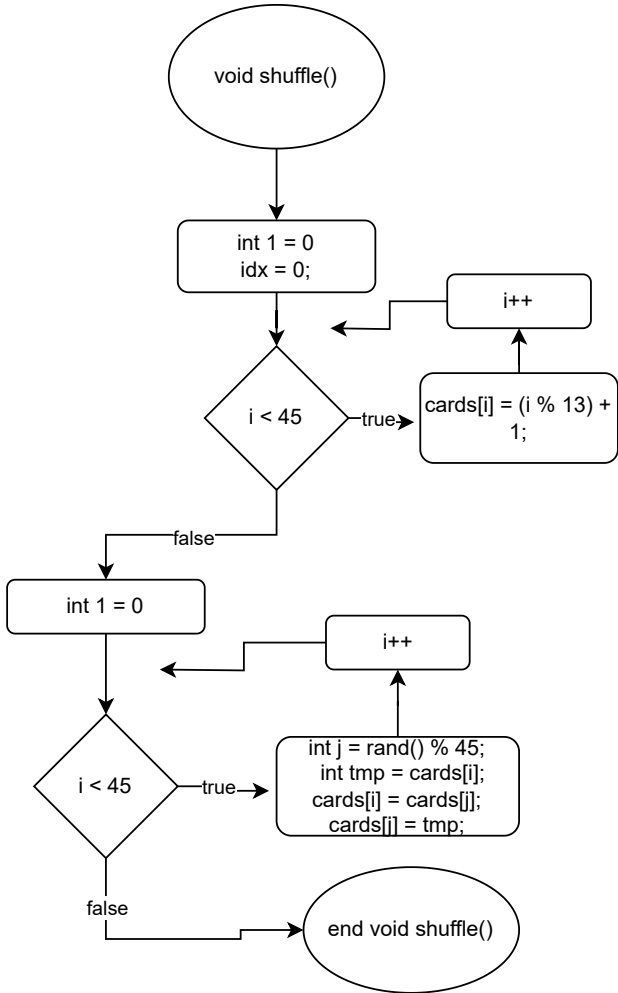 void shuffle()
int 1 = 0
idx = 0;
i++
i < 45
true
cards[i] = (i % 13) +
1;
false
int 1 = 0
i++
i < 45
true
int j = rand() % 45;
int tmp = cards[i];
cards[i] = cards[j];
cards[j] = tmp;
false
end void shuffle()